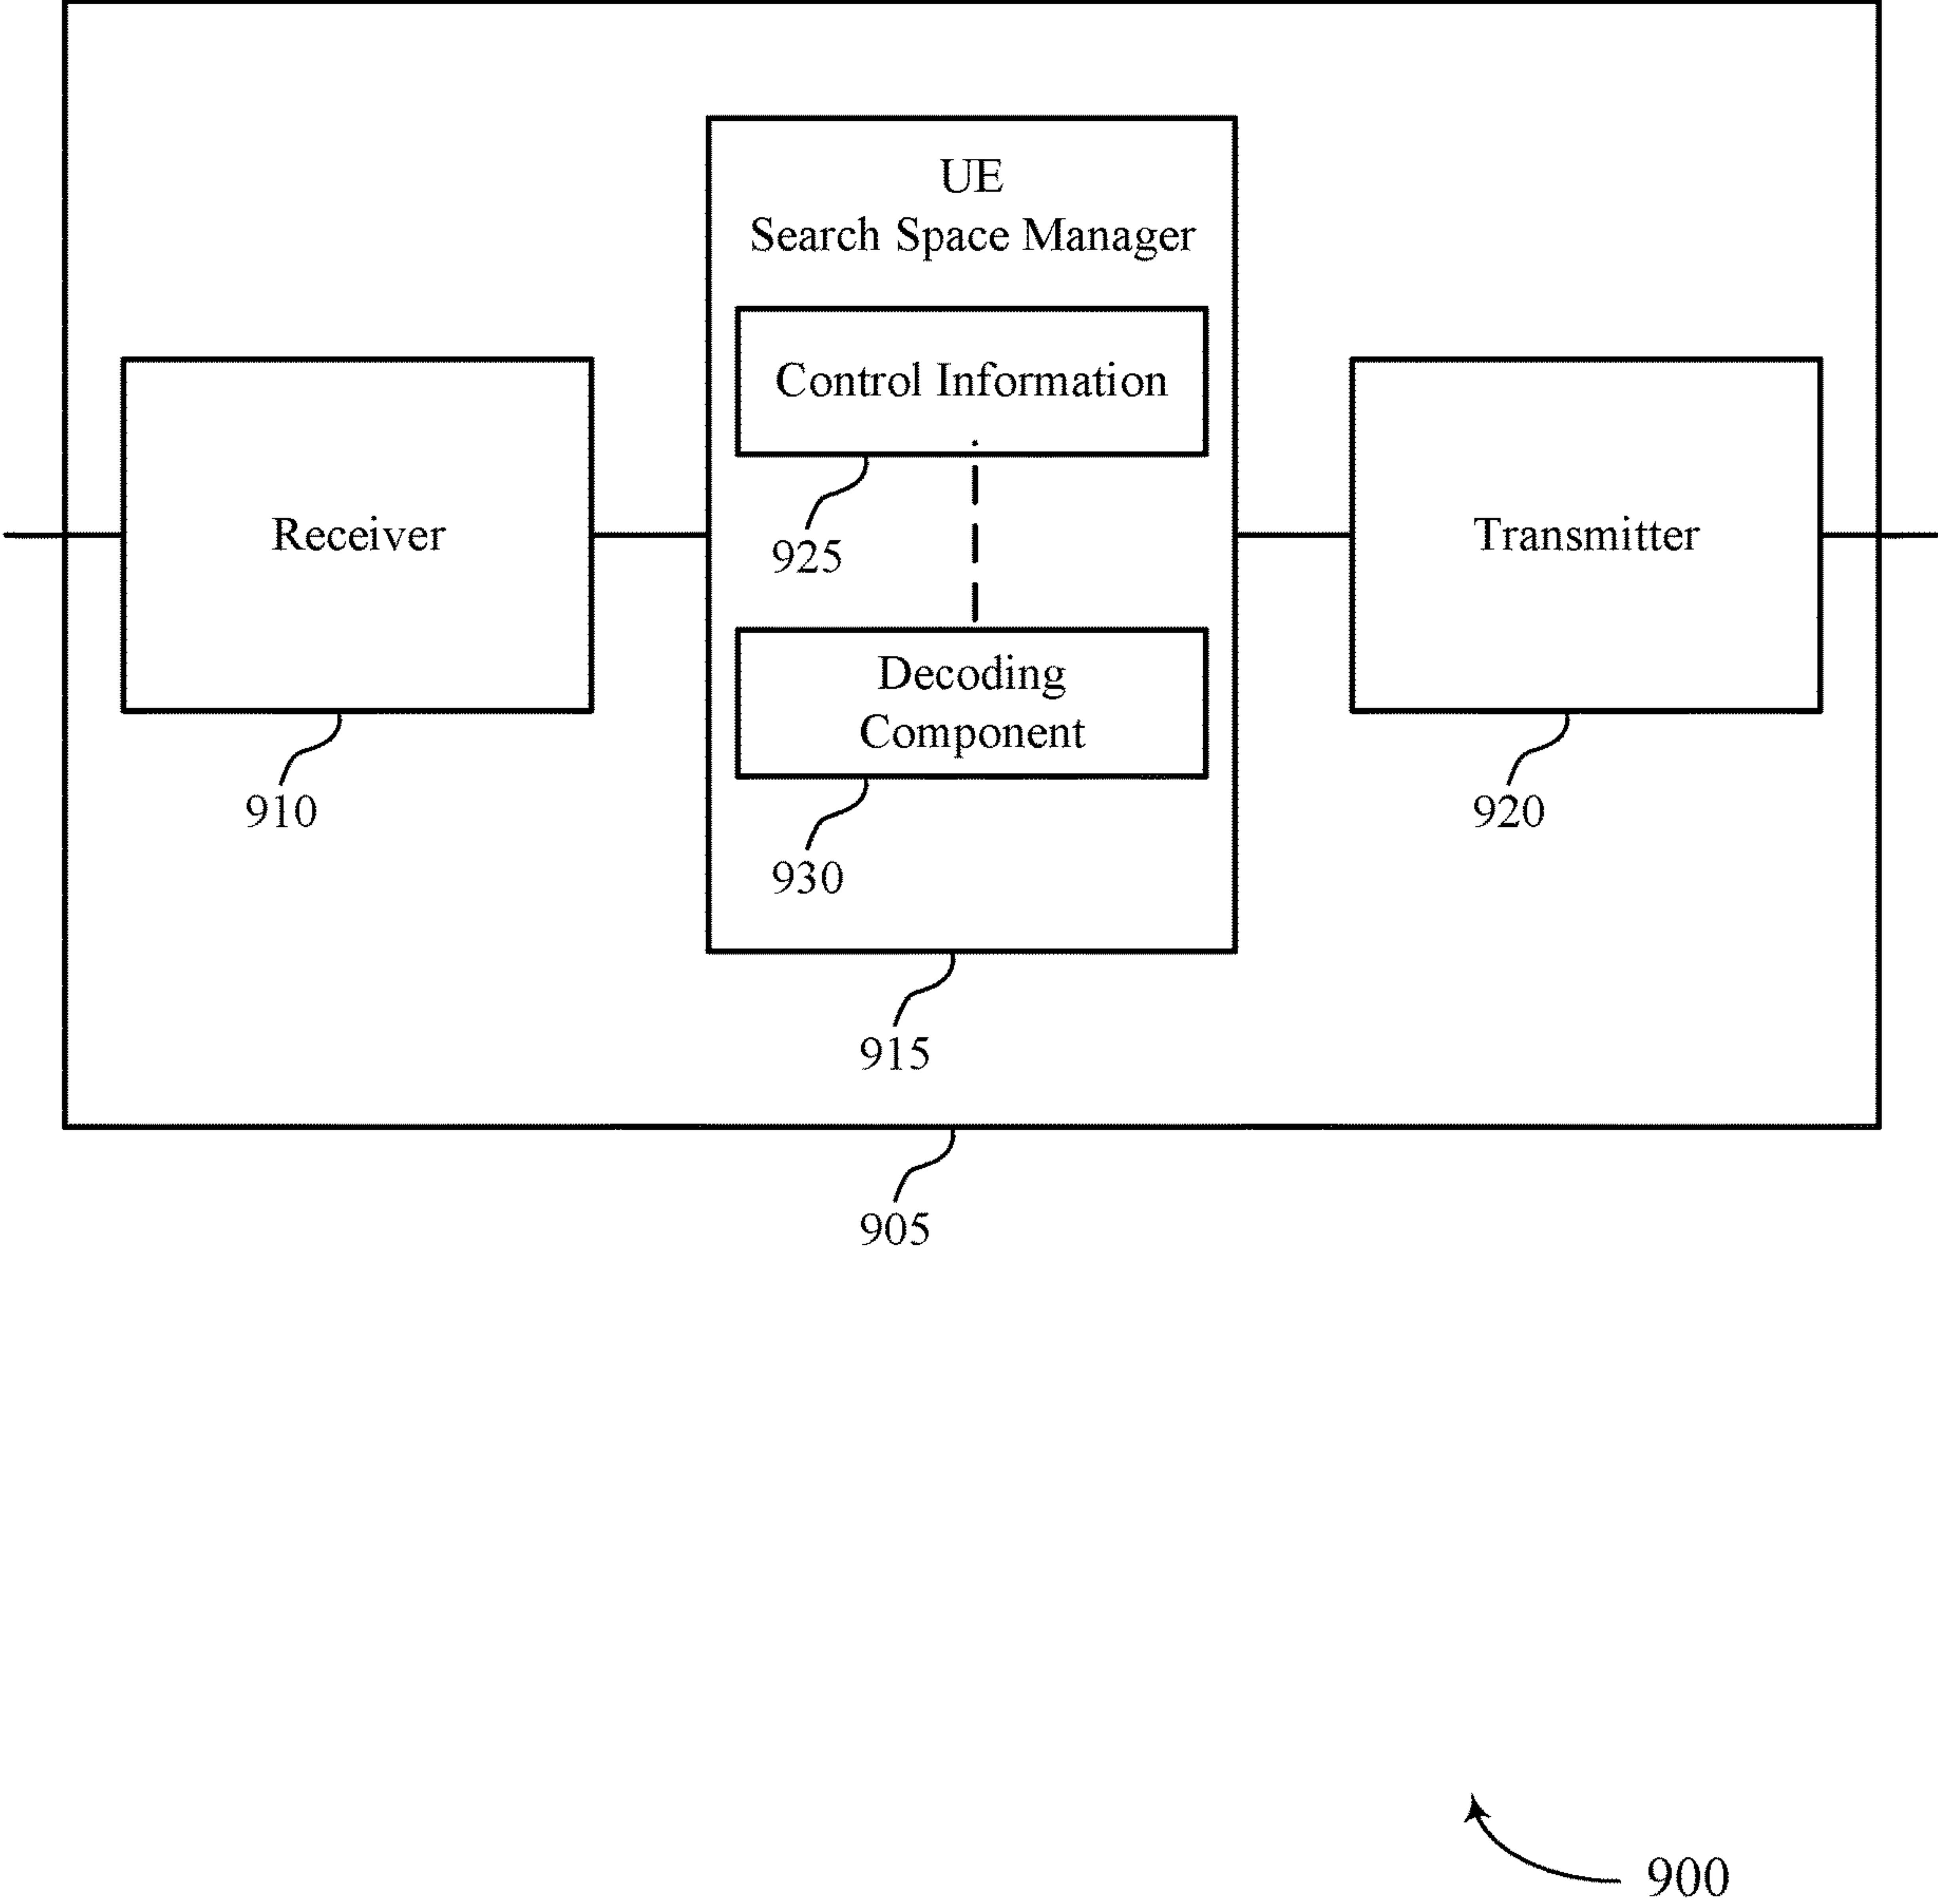 UE
Search Space Manager
Control Information
925
Receiver
910
Decoding
Component
930
Transmitter
920
915
905
900